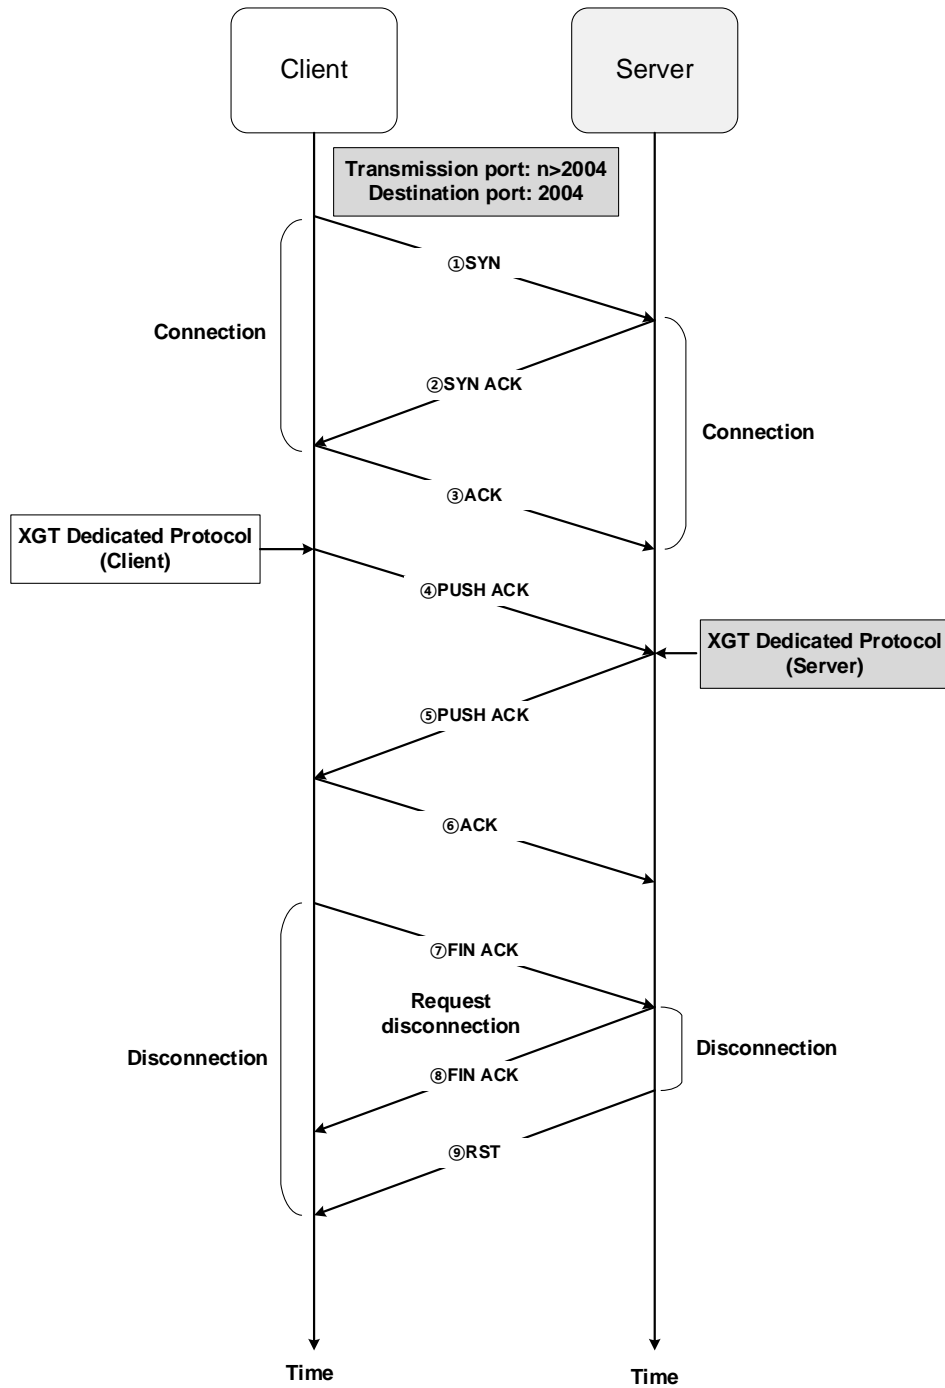 Client
Server
Transmission port: n>2004
Destination port: 2004
①SYN
Connection
②SYN ACK
Connection
③ACK
XGT Dedicated Protocol
(Client)
④PUSH ACK
XGT Dedicated Protocol
(Server)
⑤PUSH ACK
⑥ACK
⑦FIN ACK
Request
disconnection
Disconnection
Disconnection
⑧FIN ACK
⑨RST
Time
Time